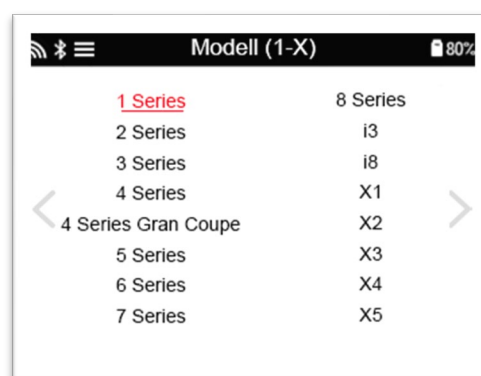 Modell (1-X)
80%
1 Series
2 Series
3 Series
4 Series
4 Series Gran Coupe
5 Series
6 Series
7 Series
8 Series
i3
i8
X1
X2
X3
X4
X5